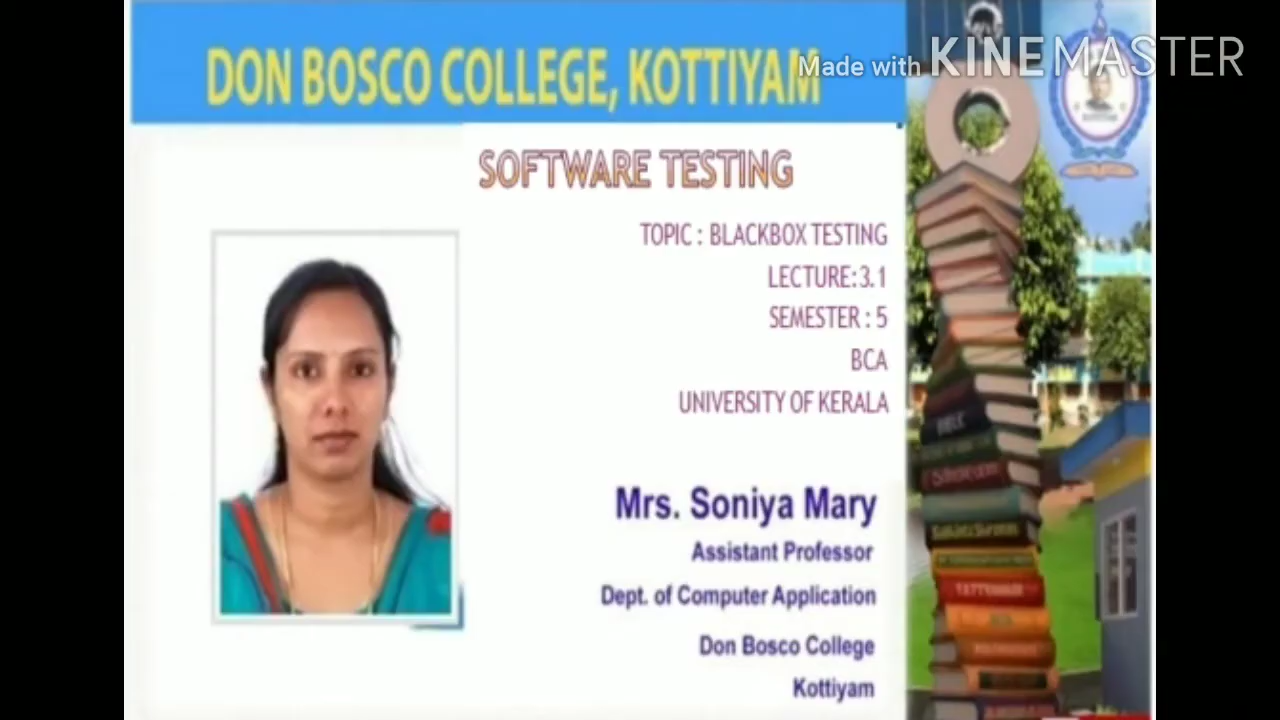 DON BOSCO COLLEGE, KOTTIYAM
Made with KINEMASTER
SOFTWARE TESTING
TOPIC : BLACKBOX TESTING
LECTURE:3.1
SEMESTER : 5
BCA
UNIVERSITY OF KERALA
Mrs. Soniya Mary
Assistant Professor
Dept. of Computer Application
Don Bosco College
Kottiyam
BIBLE